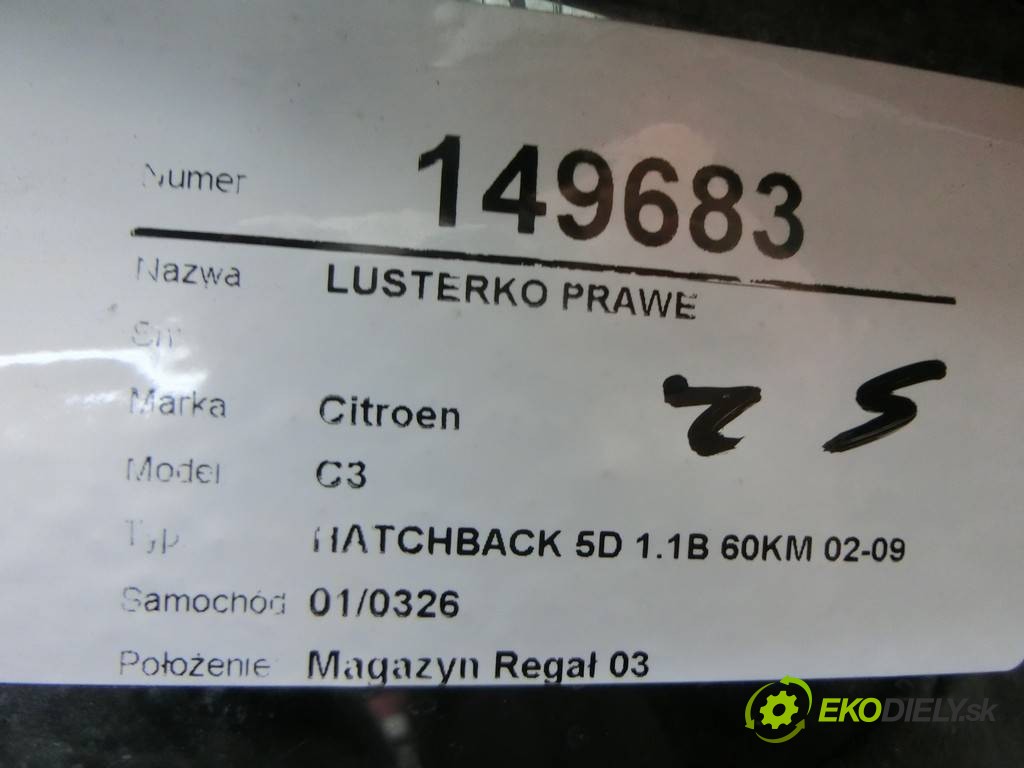 Numer 149683
Nazwa LUSTERKO PRAWE
Marka Citroen
Model C3
Typ HATCHBACK 5D 1.1B 60KM 02-09
Samochód 01/0326
Położenie Magazyn Regał 03
EKODIELY.sk